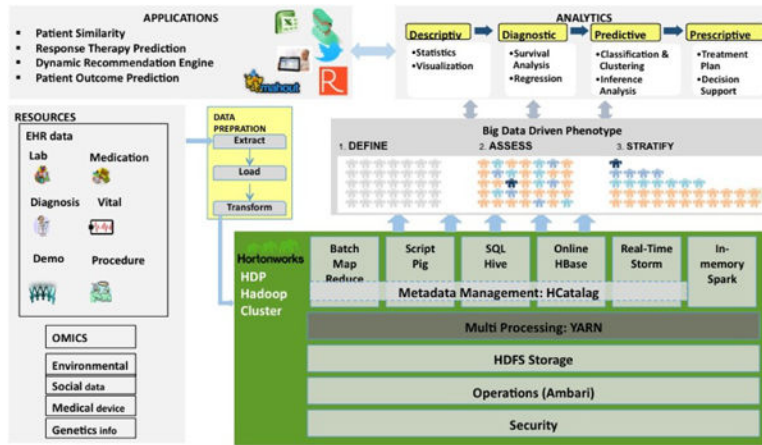 APPLICATIONS
Patient Similarity
Response Therapy Prediction
Dynamic Recommendation Engine
Patient Outcome Prediction
mahout
R
ANALYTICS
Descriptiv
Statistics
Visualization
Diagnostic
Survival
Analysis
Regression
Predictive
Classification &
Clustering
Inference
Analysis
Prescriptive
Treatment
Plan
Decision
Support
RESOURCES
EHR data
Lab
Medication
Diagnosis
Vital
Demo
Procedure
OMICS
Environmental
Social data
Medical device
Genetics info
DATA
PREPRATION
Extract
Load
Transform
Big Data Driven Phenotype
1. DEFINE
2. ASSESS
3. STRATIFY
Hortonworks
HDP
Hadoop
Cluster
Batch
Map
Reduce
Script
Pig
SQL
Hive
Online
HBase
Real-Time
Storm
In-
memory
Spark
Metadata Management: HCatalag
Multi Processing: YARN
HDFS Storage
Operations (Ambari)
Security